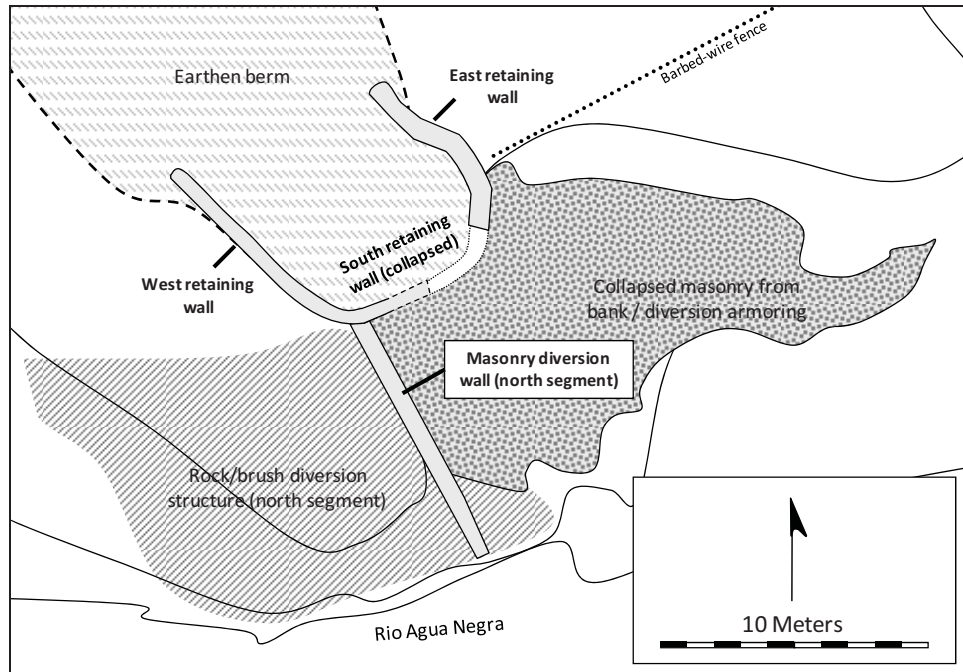 Earthen berm
East retaining
wall
Barbed-wire fence
South retaining
wall (collapsed)
West retaining
wall
Collapsed masonry from
bank / diversion armoring
Masonry diversion
wall (north segment)
Rock/brush diversion
structure (north segment)
Rio Agua Negra
10 Meters